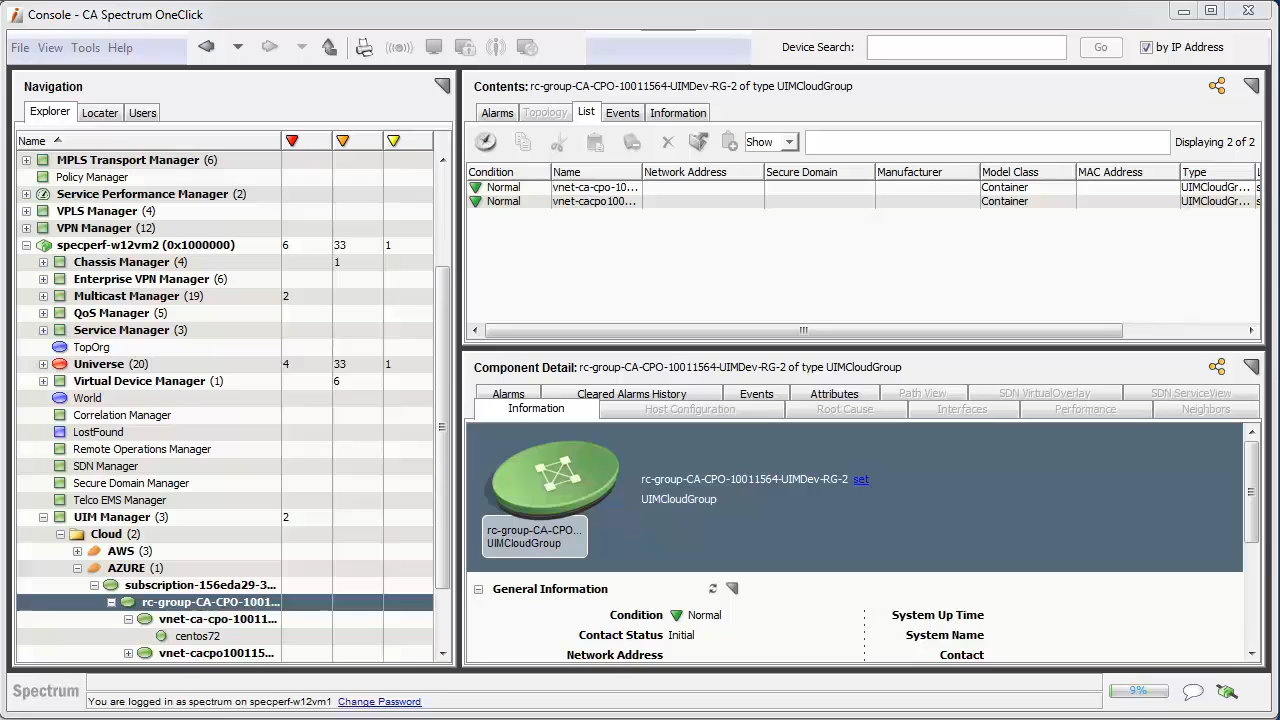 Console - CA Spectrum OneClick
File View Tools Help
Device Search:
Go
by IP Address
Navigation
Explorer Locater Users
Name
MPLS Transport Manager (6)
Policy Manager
Service Performance Manager (2)
VPLS Manager (4)
VPN Manager (12)
specperf-w12vm2 (0x1000000) 6 33 1
Chassis Manager (4) 1
Enterprise VPN Manager (6)
Multicast Manager (19) 2
QoS Manager (5)
Service Manager (3)
TopOrg
Universe (20) 4 33 1
Virtual Device Manager (1) 6
World
Correlation Manager
LostFound
Remote Operations Manager
SDN Manager
Secure Domain Manager
Telco EMS Manager
UIM Manager (3) 2
Cloud (2)
AWS (3)
AZURE (1)
subscription-156eda29-3...
rc-group-CA-CPO-1001...
vnet-ca-cpo-10011...
centos72
vnet-cacpo100115...
Contents: rc-group-CA-CPO-10011564-UIMDev-RG-2 of type UIMCloudGroup
Alarms Topology List Events Information
Show
Displaying 2 of 2
Condition Name Network Address Secure Domain Manufacturer Model Class MAC Address Type L
Normal vnet-ca-cpo-10... Container UIMCloudGr... s
Normal vnet-cacpo100... Container UIMCloudGr... s
Component Detail: rc-group-CA-CPO-10011564-UIMDev-RG-2 of type UIMCloudGroup
Alarms Cleared Alarms History Events Attributes Path View SDN VirtualOverlay SDN ServiceView
Information Host Configuration Root Cause Interfaces Performance Neighbors
rc-group-CA-CPO-10011564-UIMDev-RG-2 set
UIMCloudGroup
rc-group-CA-CPO...
UIMCloudGroup
General Information
Condition Normal
Contact Status Initial
Network Address
System Up Time
System Name
Contact
Spectrum
You are logged in as spectrum on specperf-w12vm1 Change Password
9%